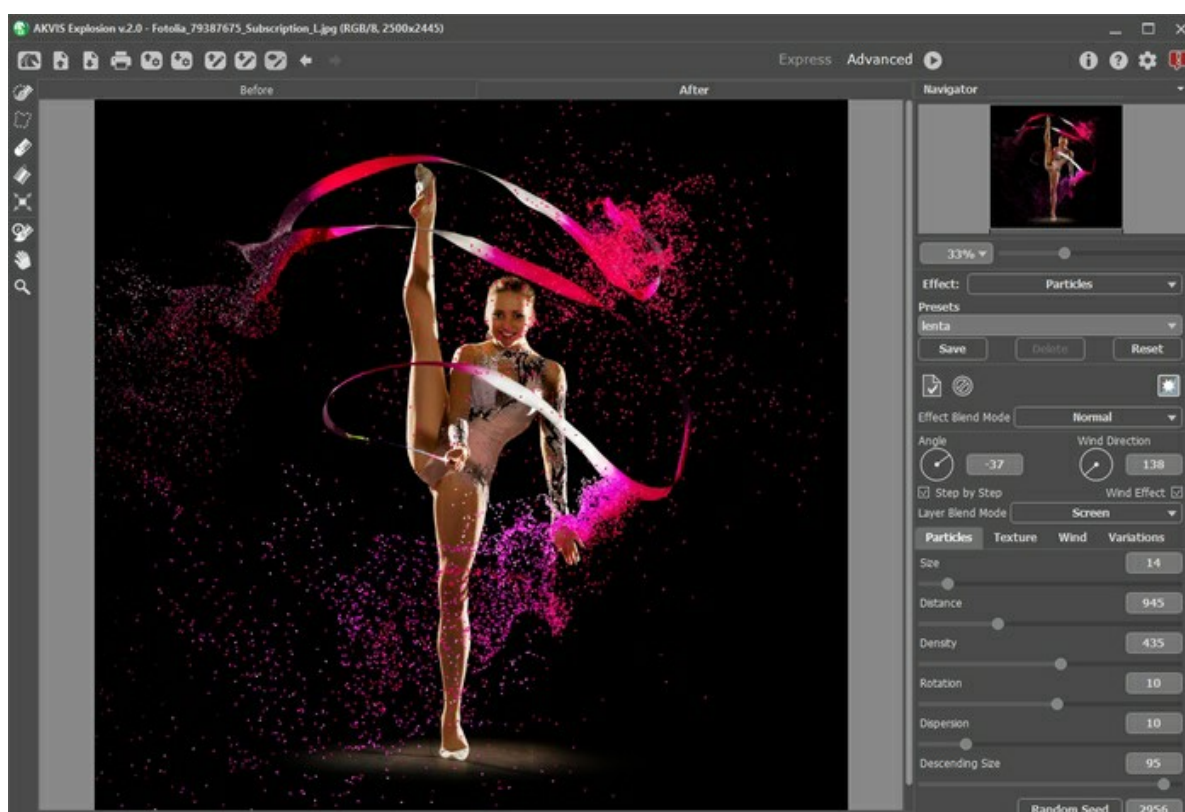 AKVIS Explosion v.2.0 - Fotolia_79387675_Subscription_L.jpg (RGB/8, 2500x2445)
Express Advanced
Before After
Navigator
33%
Effect: Particles
Presets
lenta
Save Delete Reset
Effect Blend Mode Normal
Angle Wind Direction
-37 138
Step by Step Wind Effect
Layer Blend Mode Screen
Particles Texture Wind Variations
Size 14
Distance 945
Density 435
Rotation 10
Dispersion 10
Descending Size 95
Random Seed 2956